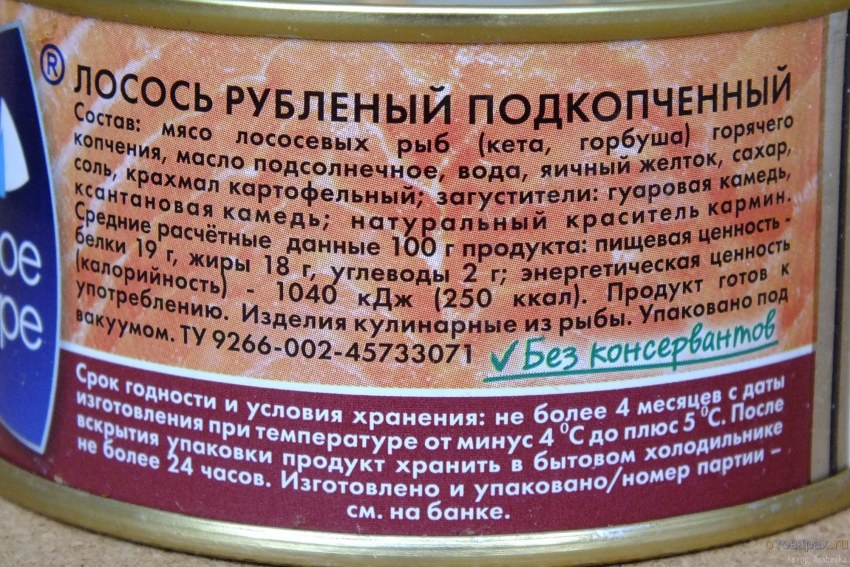 ®
ЛОСОСЬ РУБЛЕНЫЙ ПОДКОПЧЕННЫЙ
Состав: мясо лососевых рыб (кета, горбуша) горячего
копчения, масло подсолнечное, вода, яичный желток, сахар,
соль, крахмал картофельный; загустители: гуаровая камедь,
ксантановая камедь; натуральный краситель кармин.
Средние расчётные данные 100 г продукта: пищевая ценность -
белки 19 г, жиры 18 г, углеводы 2 г; энергетическая ценность
(калорийность) - 1040 кДж (250 ккал). Продукт готов к
употреблению. Изделия кулинарные из рыбы. Упаковано под
вакуумом. ТУ 9266-002-45733071
✓Без консервантов
ое
ре
Срок годности и условия хранения: не более 4 месяцев с даты
изготовления при температуре от минус 4 °С до плюс 5 °С. После
вскрытия упаковки продукт хранить в бытовом холодильнике
не более 24 часов. Изготовлено и упаковано/номер партии –
см. на банке.